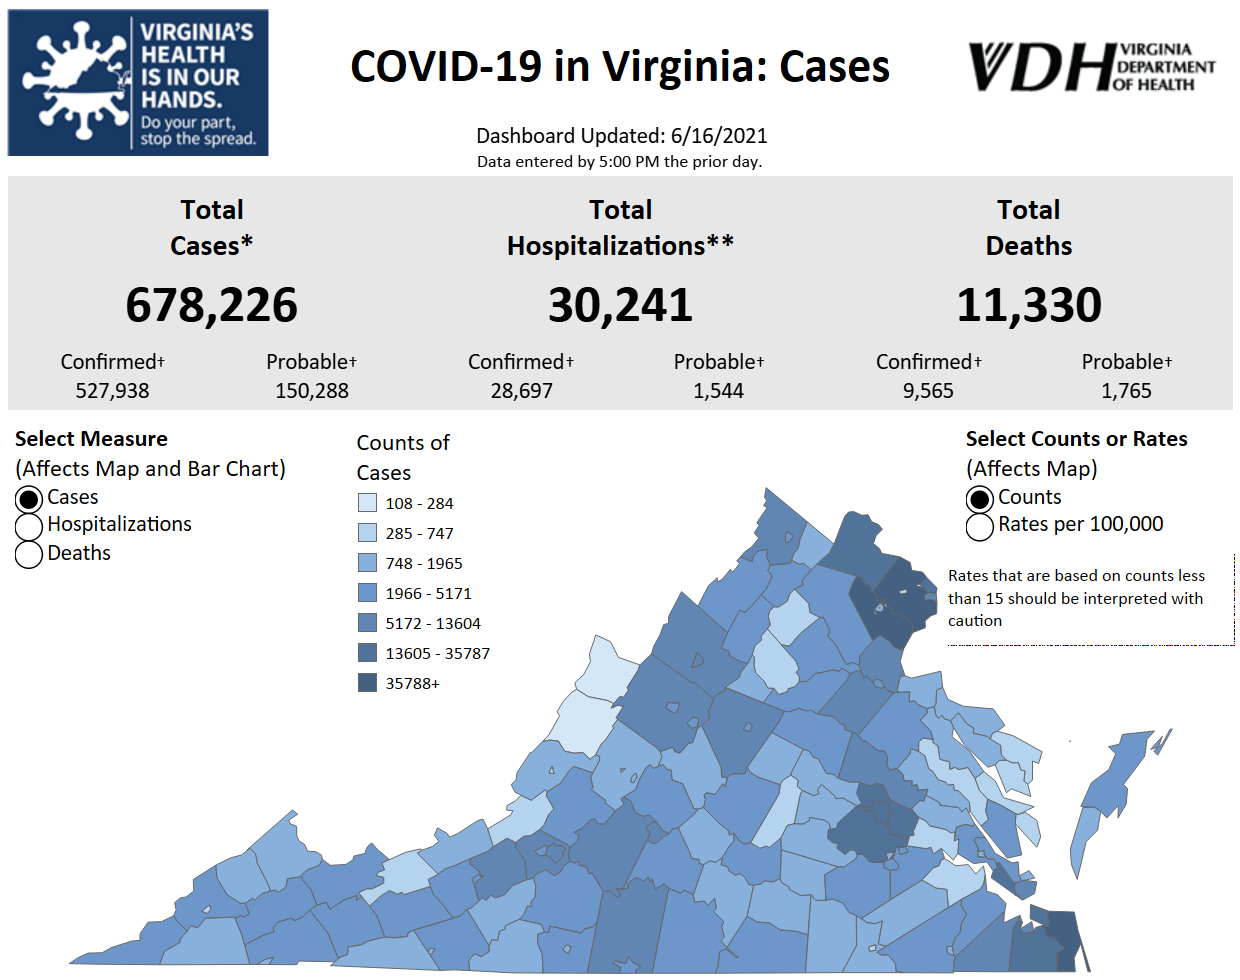 VIRGINIA'S
HEALTH
IS IN OUR
HANDS.
Do your part,
stop the spread.
COVID-19 in Virginia: Cases
VDH VIRGINIA
DEPARTMENT
OF HEALTH
Dashboard Updated: 6/16/2021
Data entered by 5:00 PM the prior day.
Total
Cases*
678,226
Confirmed† Probable†
527,938 150,288
Total
Hospitalizations**
30,241
Confirmed† Probable†
28,697 1,544
Total
Deaths
11,330
Confirmed† Probable†
9,565 1,765
Select Measure
(Affects Map and Bar Chart)
Cases
Hospitalizations
Deaths
Counts of
Cases
108 - 284
285 - 747
748 - 1965
1966 - 5171
5172 - 13604
13605 - 35787
35788+
Select Counts or Rates
(Affects Map)
Counts
Rates per 100,000
Rates that are based on counts less
than 15 should be interpreted with
caution